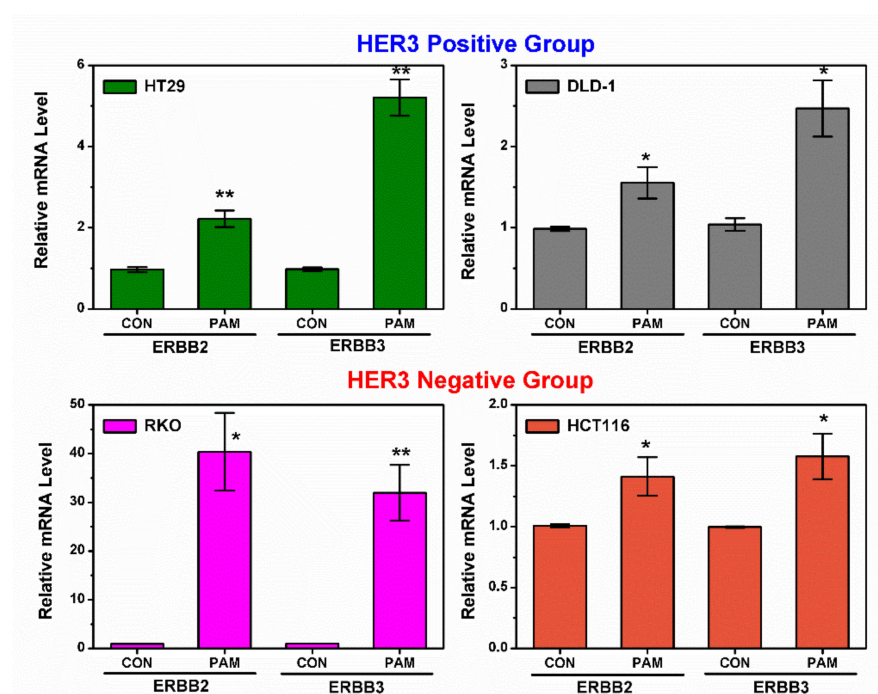 HER3 Positive Group
Relative mRNA Level
6
4
2
0
HT29
**
**
CON PAM CON PAM
ERBB2 ERBB3
Relative mRNA Level
3
2
1
0
DLD-1
*
*
CON PAM CON PAM
ERBB2 ERBB3
HER3 Negative Group
Relative mRNA Level
50
40
30
20
10
0
RKO
*
**
CON PAM CON PAM
ERBB2 ERBB3
Relative mRNA Level
2.0
1.5
1.0
0.5
0.0
HCT116
*
*
CON PAM CON PAM
ERBB2 ERBB3